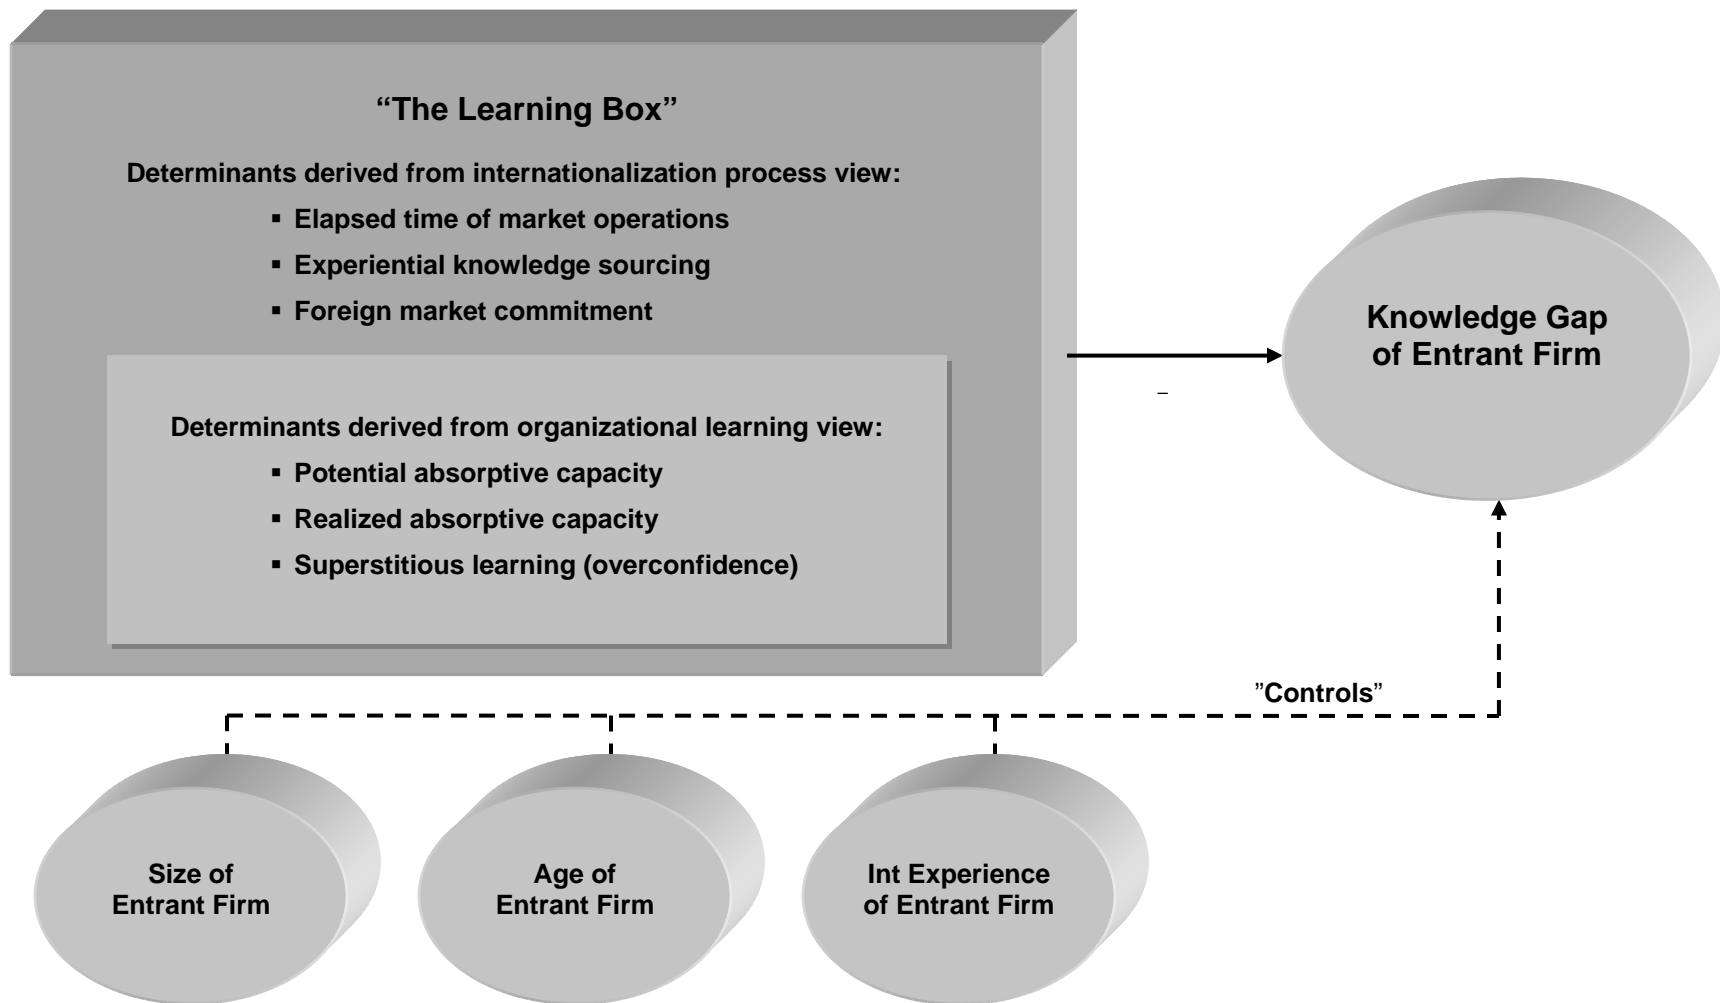 “The Learning Box”
Determinants derived from internationalization process view:
▪ Elapsed time of market operations
▪ Experiential knowledge sourcing
▪ Foreign market commitment
Determinants derived from organizational learning view:
▪ Potential absorptive capacity
▪ Realized absorptive capacity
▪ Superstitious learning (overconfidence)
–
Knowledge Gap
of Entrant Firm
”Controls”
Size of
Entrant Firm
Age of
Entrant Firm
Int Experience
of Entrant Firm